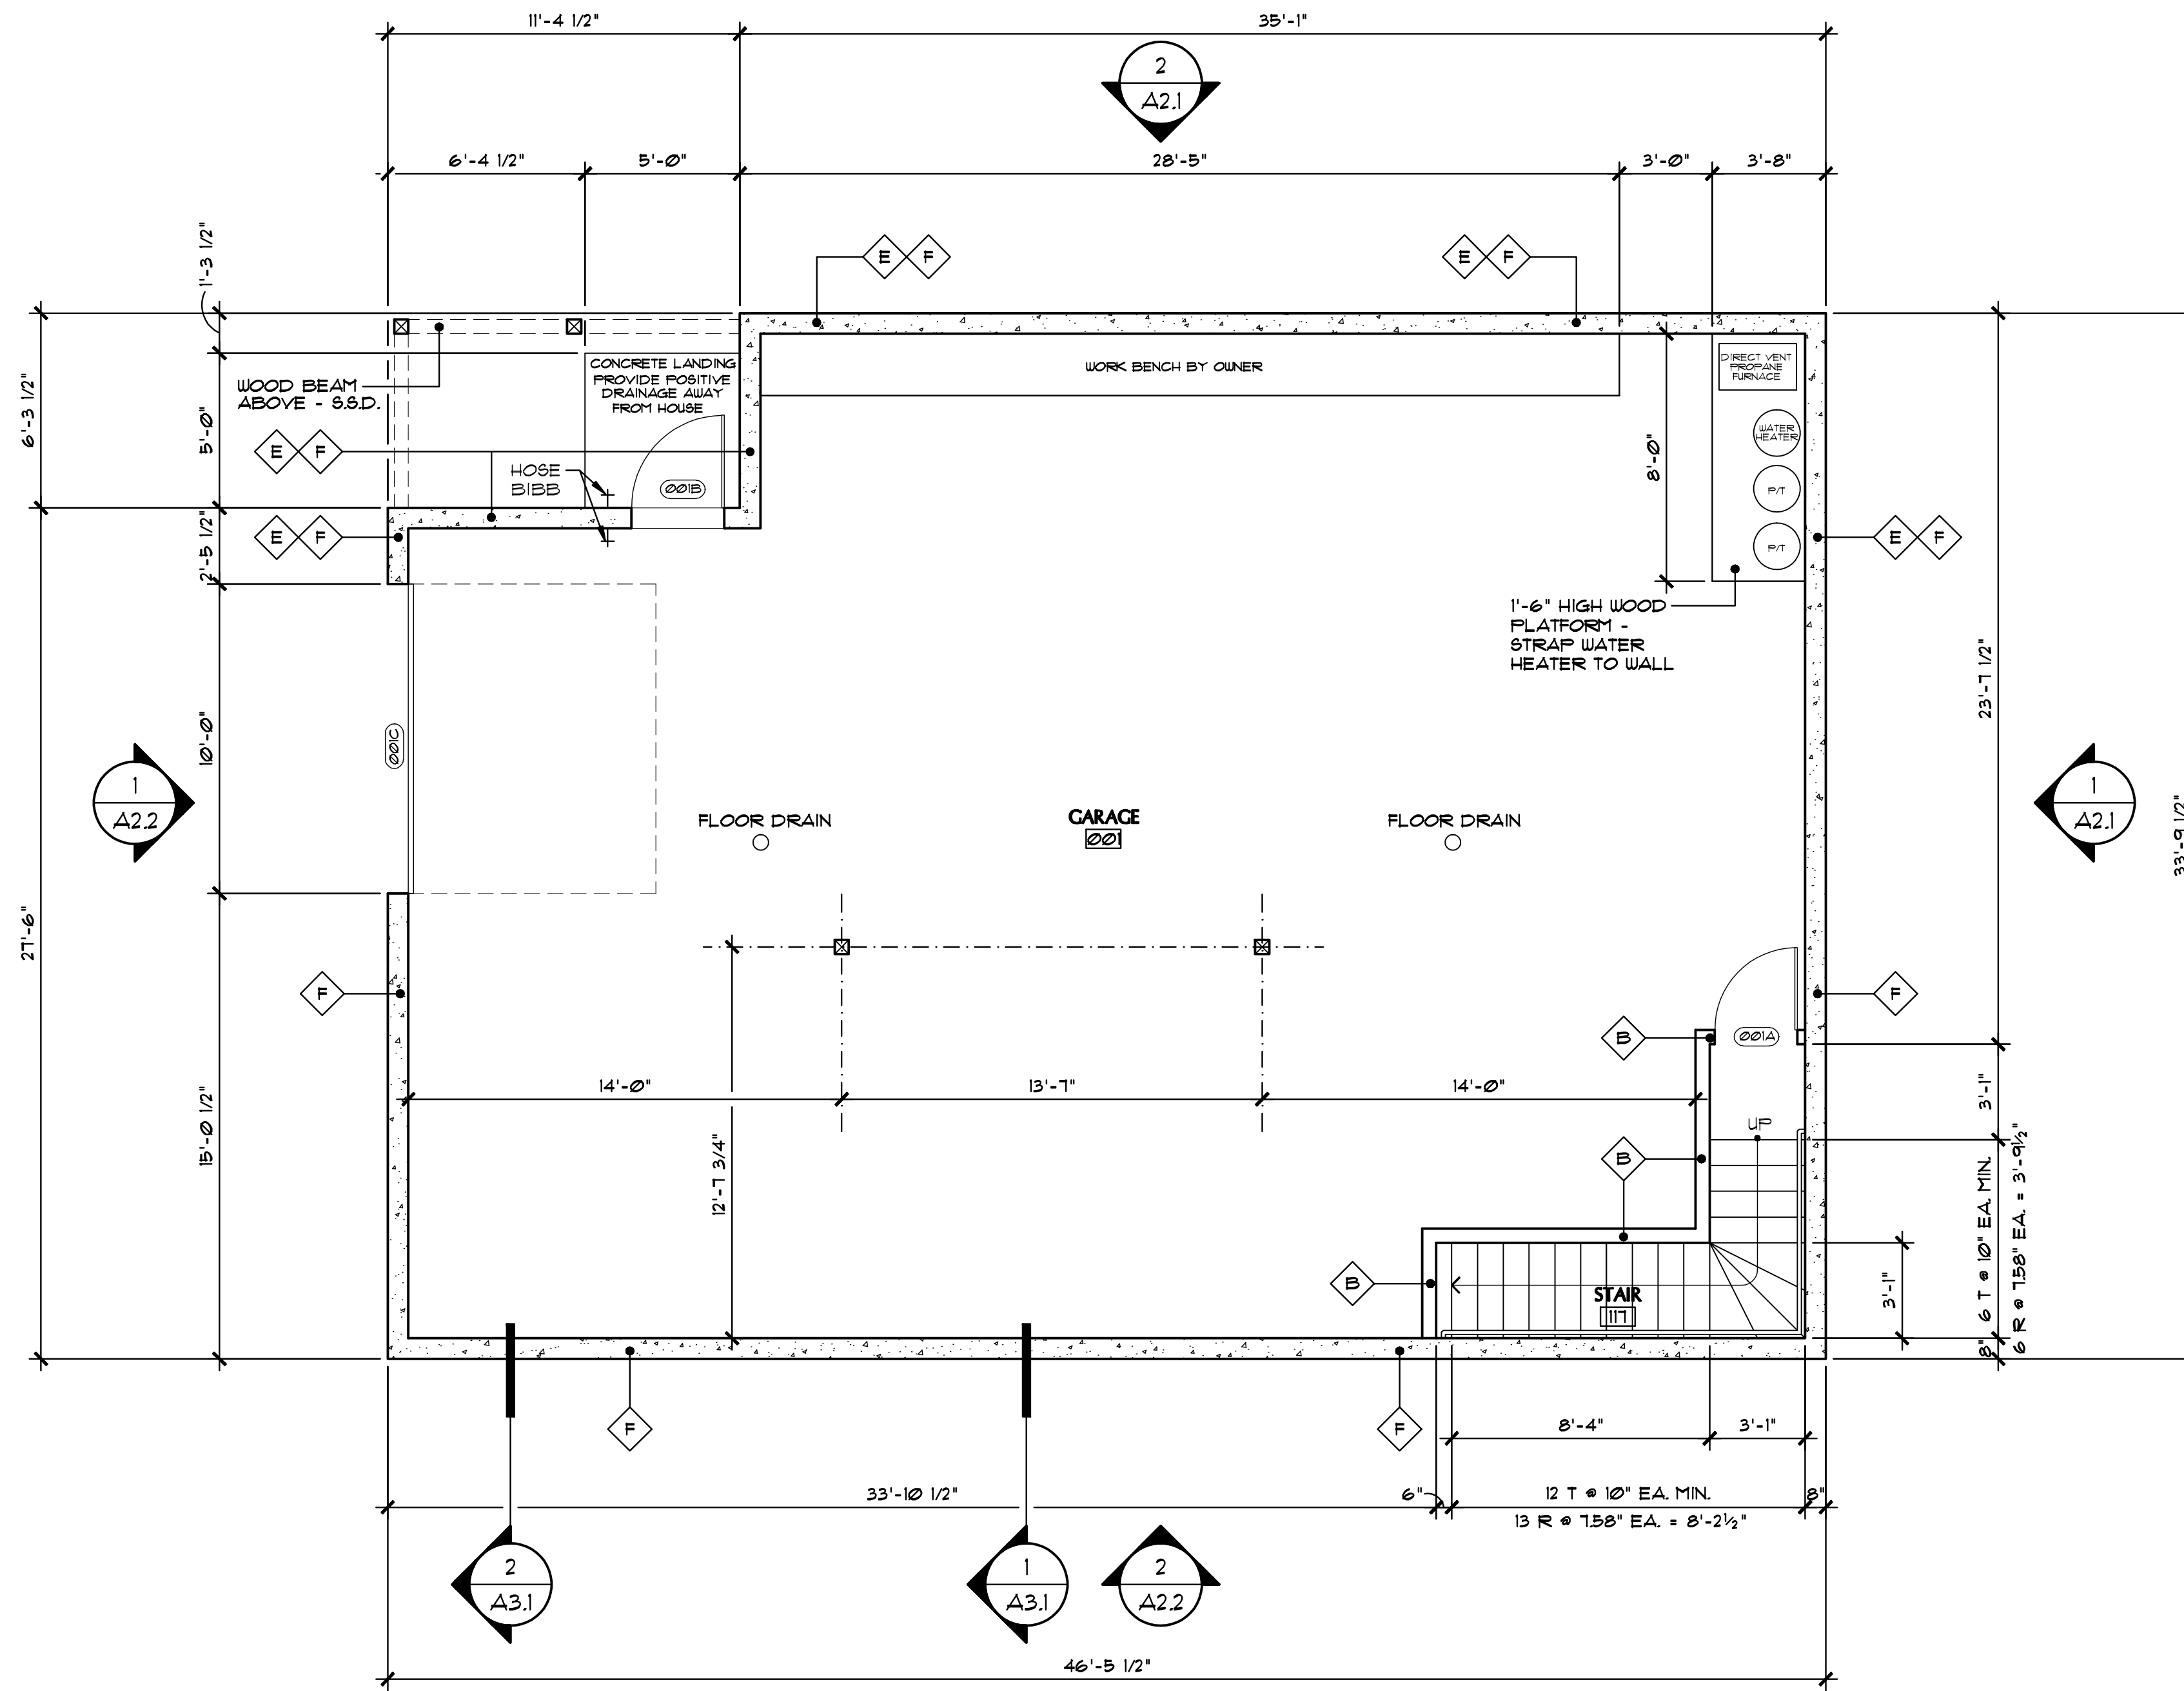 11'-4 1/2"
35'-1"
2
A2.1
6'-4 1/2"
5'-0"
28'-5"
3'-0"
3'-8"
1'-3 1/2"
E
F
E
F
WORK BENCH BY OWNER
DIRECT VENT
PROPANE
FURNACE
CONCRETE LANDING
PROVIDE POSITIVE
DRAINAGE AWAY
FROM HOUSE
WOOD BEAM
ABOVE - S.S.D.
6'-3 1/2"
5'-0"
E
F
HOSE
BIBB
001B
8'-0"
WATER
HEATER
P/T
P/T
2'-5 1/2"
E
F
E
F
1'-6" HIGH WOOD
PLATFORM -
STRAP WATER
HEATER TO WALL
23'-7 1/2"
10'-0"
001C
1
A2.2
FLOOR DRAIN
GARAGE
001
FLOOR DRAIN
1
A2.1
33'-9 1/2"
27'-6"
F
F
B
001A
14'-0"
13'-7"
14'-0"
3'-1"
15'-0 1/2"
12'-7 3/4"
UP
B
6 T @ 10" EA. MIN.
6 R @ 7.58" EA. = 3'-9½"
B
STAIR
117
3'-1"
8"
F
F
8'-4"
3'-1"
33'-10 1/2"
6"
12 T @ 10" EA. MIN.
8"
13 R @ 7.58" EA. = 8'-2½"
2
A3.1
1
A3.1
2
A2.2
46'-5 1/2"